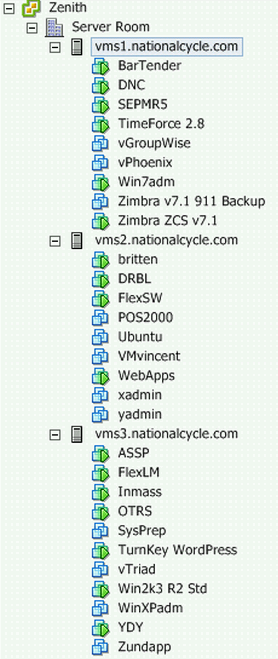 Zenith
Server Room
vms1.nationalcycle.com
BarTender
DNC
SEPMR5
TimeForce 2.8
vGroupWise
vPhoenix
Win7adm
Zimbra v7.1 911 Backup
Zimbra ZCS v7.1
vms2.nationalcycle.com
britten
DRBL
FlexSW
POS2000
Ubuntu
VMvincent
WebApps
xadmin
yadmin
vms3.nationalcycle.com
ASSP
FlexLM
Inmass
OTRS
SysPrep
TurnKey WordPress
vTriad
Win2k3 R2 Std
WinXPadm
YDY
Zundapp